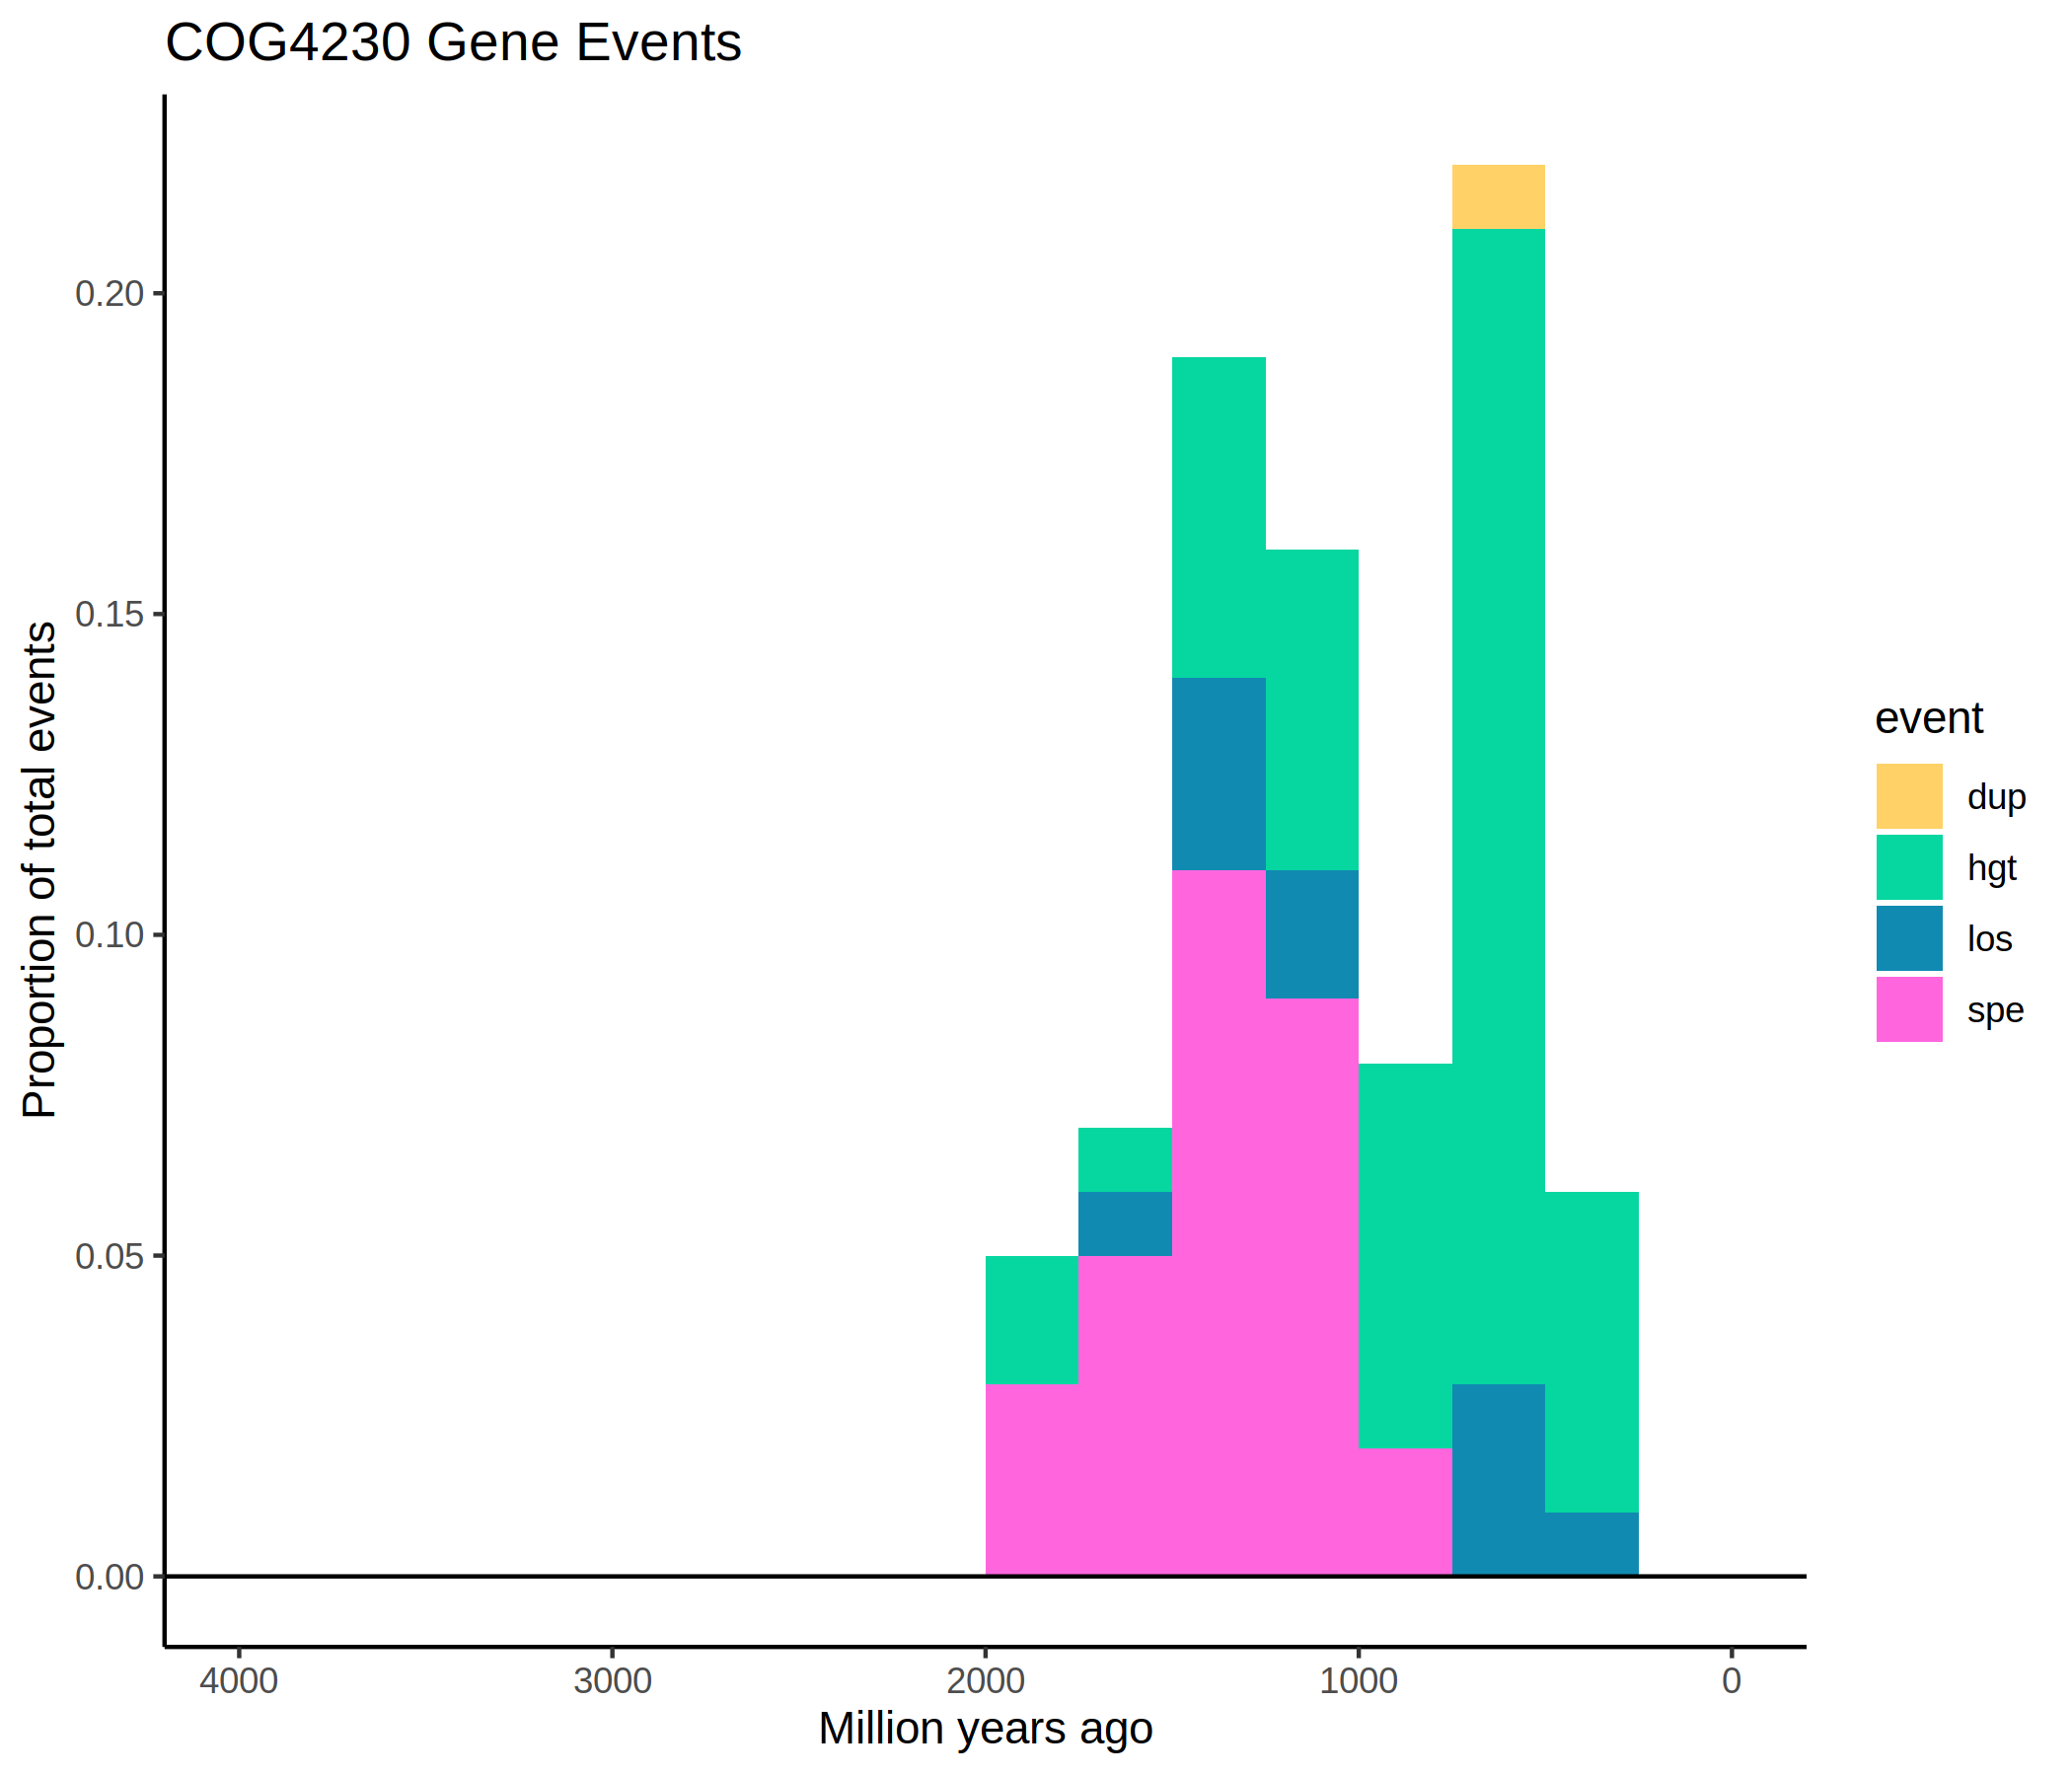 COG4230 Gene Events
Proportion of total events
0.20
0.15
0.10
0.05
0.00
4000 3000 2000 1000 0
Million years ago
event
dup
hgt
los
spe